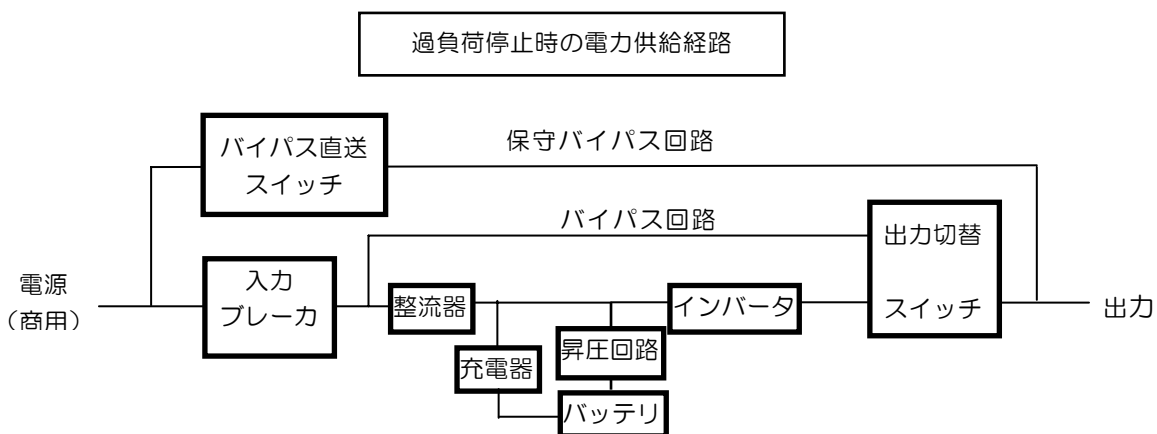 過負荷停止時の電力供給経路
バイパス直送
スイッチ
保守バイパス回路
バイパス回路
出力切替
スイッチ
電源
（商用）
入力
ブレーカ
整流器
インバータ
出力
充電器
昇圧回路
バッテリ